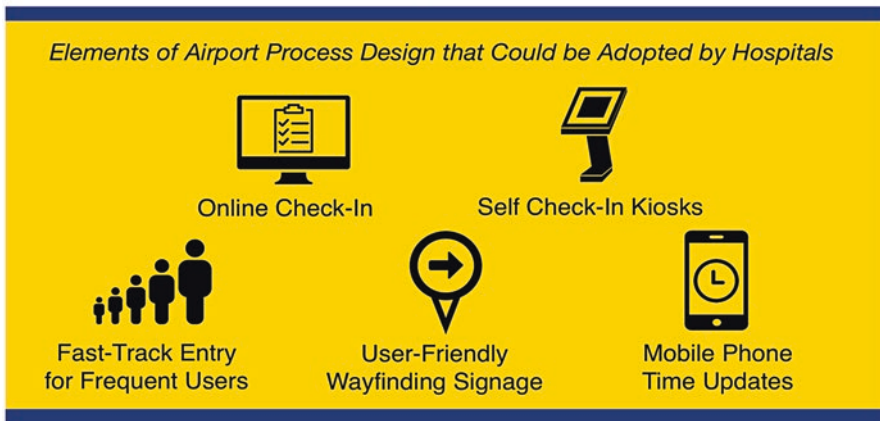 Elements of Airport Process Design that Could be Adopted by Hospitals
Online Check-In
Self Check-In Kiosks
Fast-Track Entry
for Frequent Users
User-Friendly
Wayfinding Signage
Mobile Phone
Time Updates